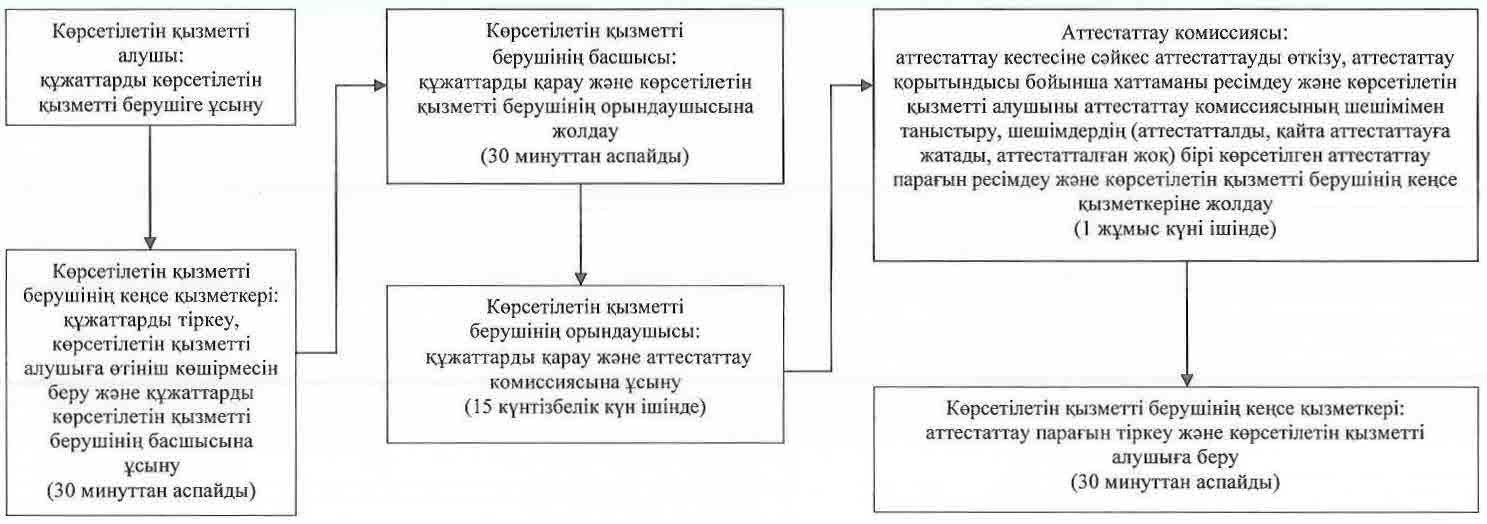 Көрсетілетін қызметті
алушы:
құжаттарды көрсетілетін
қызметті берушіге ұсыну
Көрсетілетін қызметті
берушінің кеңсе қызметкері:
құжаттарды тіркеу,
көрсетілетін қызметті
алушыға өтініш көшірмесін
беру және құжаттарды
көрсетілетін қызметті
берушінің басшысына
ұсыну
(30 минуттан аспайды)
Көрсетілетін қызметті
берушінің басшысы:
құжаттарды қарау және көрсетілетін
қызметті берушінің орындаушысына
жолдау
(30 минуттан аспайды)
Көрсетілетін қызметті
берушінің орындаушысы:
құжаттарды қарау және аттестаттау
комиссиясына ұсыну
(15 күнтізбелік күн ішінде)
Аттестаттау комиссиясы:
аттестаттау кестесіне сәйкес аттестаттауды өткізу, аттестаттау
қорытындысы бойынша хаттаманы ресімдеу және көрсетілетін
қызметті алушыны аттестаттау комиссиясының шешімімен
таныстыру, шешімдердің (аттестатталды, қайта аттестаттауға
жатады, аттестатталған жоқ) бірі көрсетілген аттестаттау
парағын ресімдеу және көрсетілетін қызметті берушінің кеңсе
қызметкеріне жолдау
(1 жұмыс күні ішінде)
Көрсетілетін қызметті берушінің кеңсе қызметкері:
аттестаттау парағын тіркеу және көрсетілетін қызметті
алушыға беру
(30 минуттан аспайды)